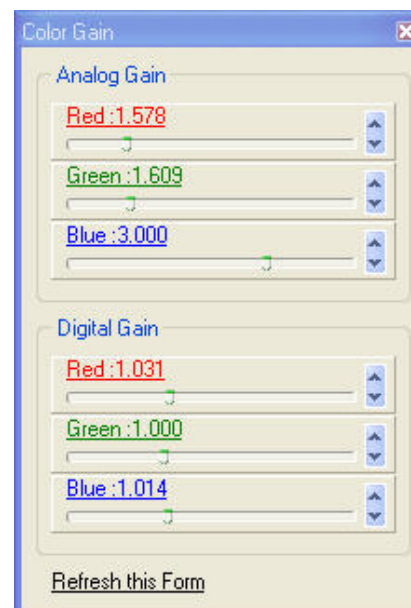 Color Gain
Analog Gain
Red :1.578
Green :1.609
Blue :3.000
Digital Gain
Red :1.031
Green :1.000
Blue :1.014
Refresh this Form